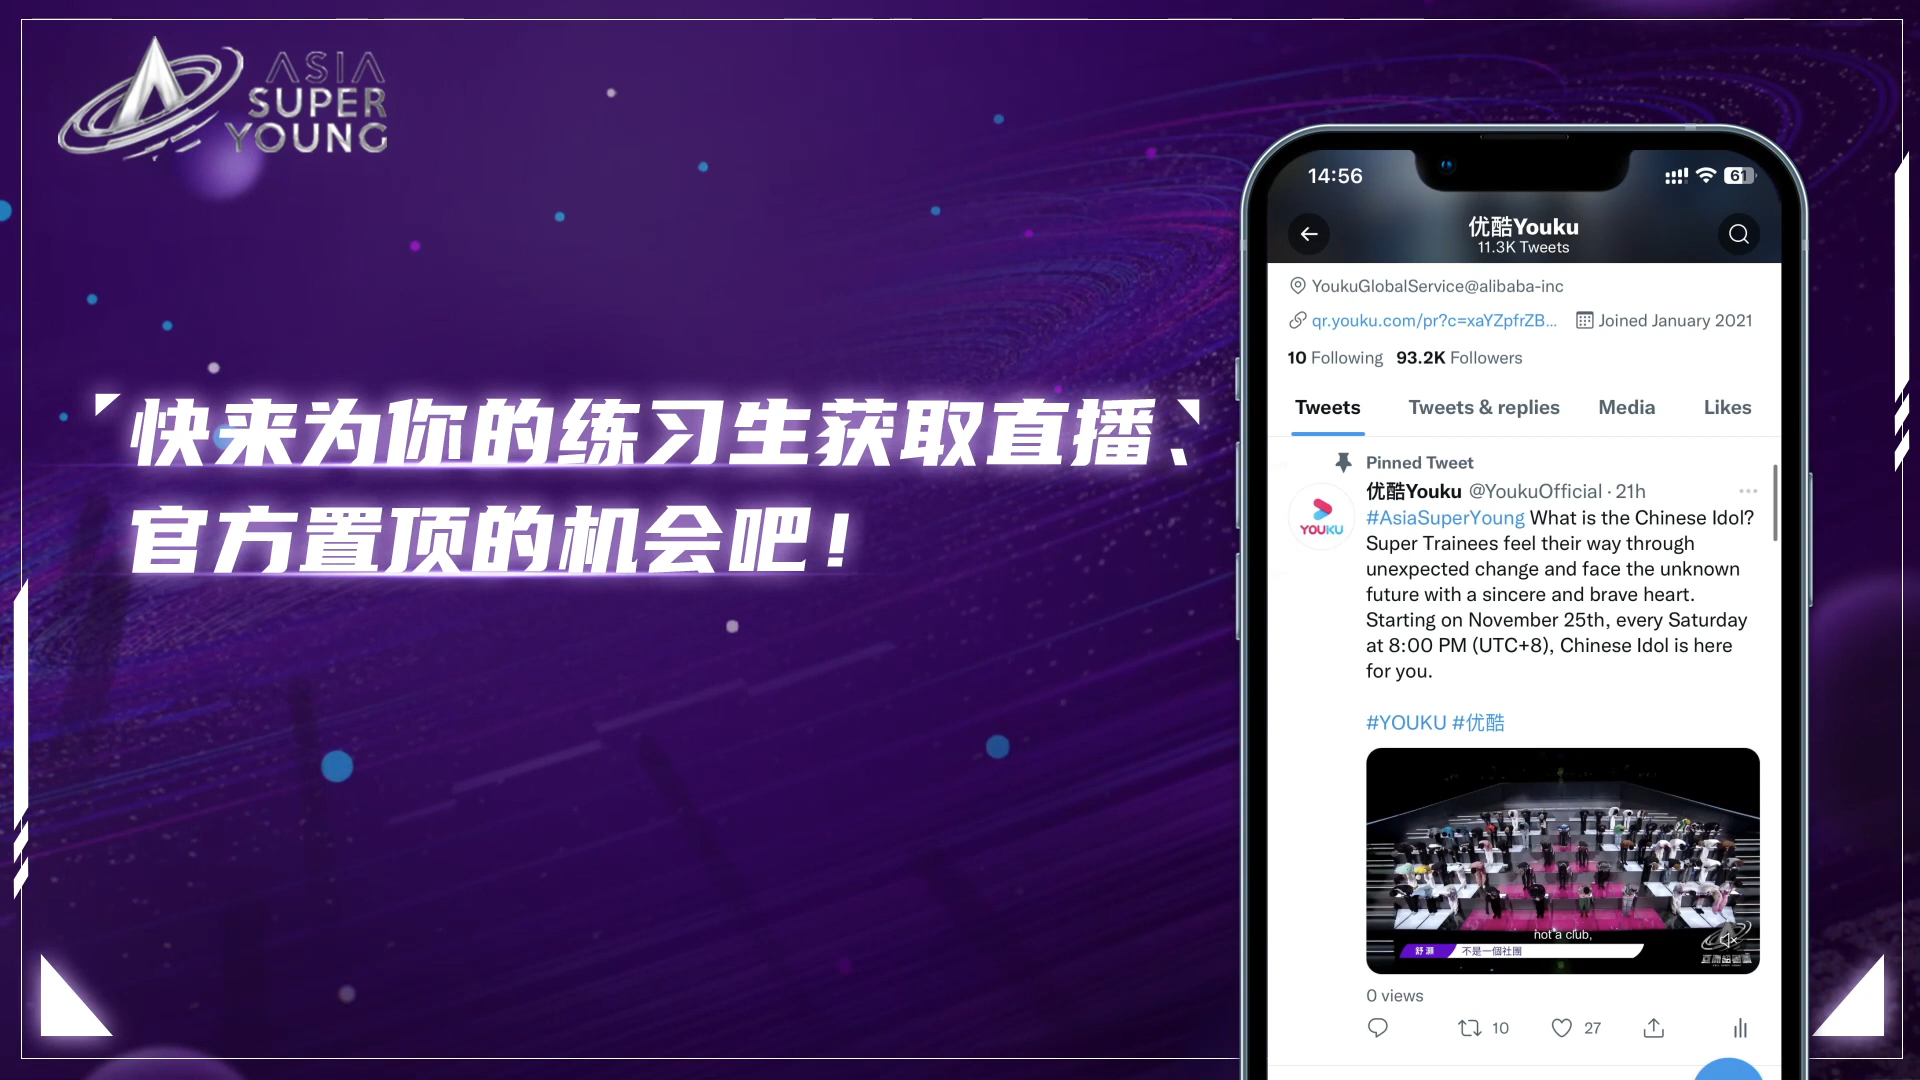 ASIA
SUPER
YOUNG
快来为你的练习生获取直播、
官方置顶的机会吧！
14:56
61
优酷Youku
11.3K Tweets
YoukuGlobalService@alibaba-inc
qr.youku.com/pr?c=xaYZpfrZB... Joined January 2021
10 Following 93.2K Followers
Tweets Tweets & replies Media Likes
Pinned Tweet
优酷Youku @YoukuOfficial · 21h
YOUKU
#AsiaSuperYoung What is the Chinese Idol?
Super Trainees feel their way through
unexpected change and face the unknown
future with a sincere and brave heart.
Starting on November 25th, every Saturday
at 8:00 PM (UTC+8), Chinese Idol is here
for you.
#YOUKU #优酷
not a club,
不是一個社團
0 views
10 27